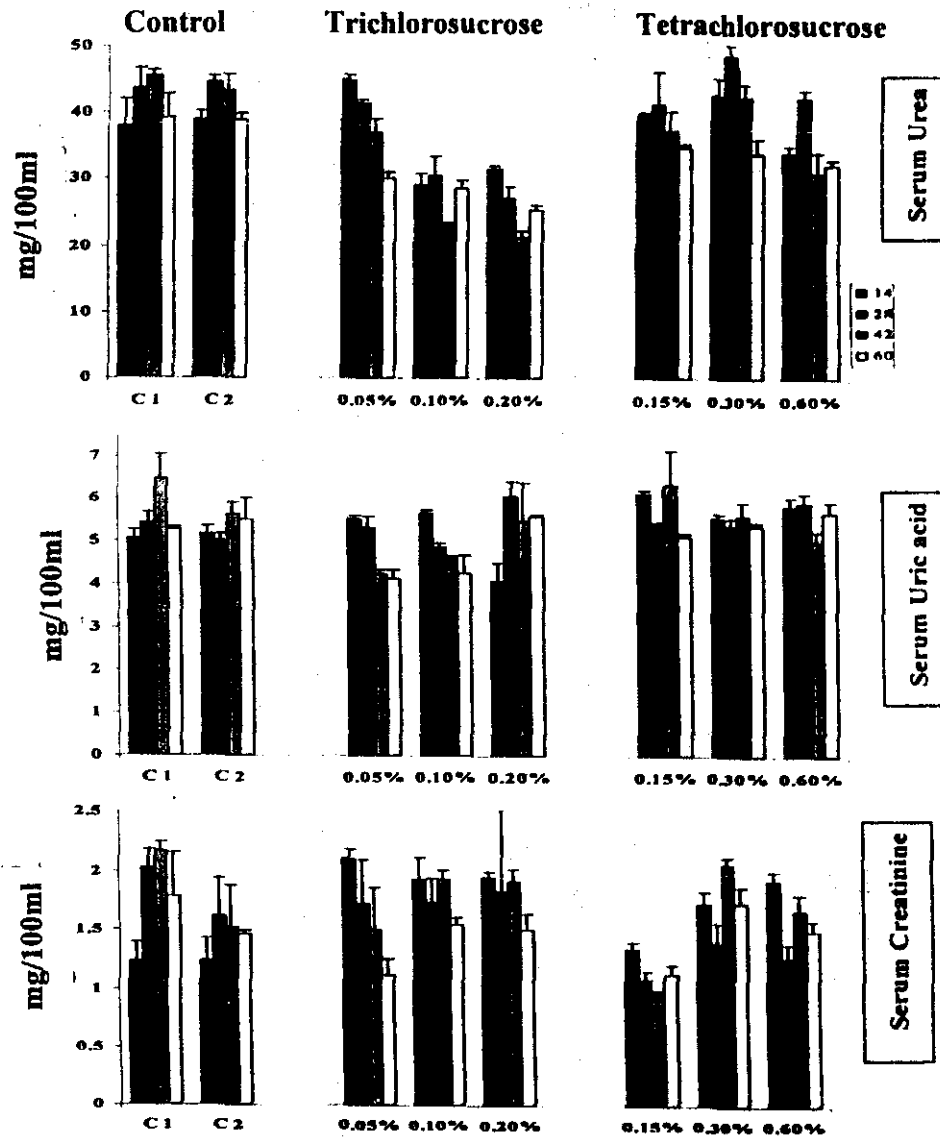 Control Trichlorosucrose Tetrachlorosucrose
50
40
30
20
10
0
mg/100ml
C1 C2
0.05% 0.10% 0.20%
0.15% 0.30% 0.60%
Serum Urea
14
28
42
60
7
6
5
4
3
2
1
0
mg/100ml
C1 C2
0.05% 0.10% 0.20%
0.15% 0.30% 0.60%
Serum Uric acid
2.5
2
1.5
1
0.5
0
mg/100ml
C1 C2
0.05% 0.10% 0.20%
0.15% 0.30% 0.60%
Serum Creatinine